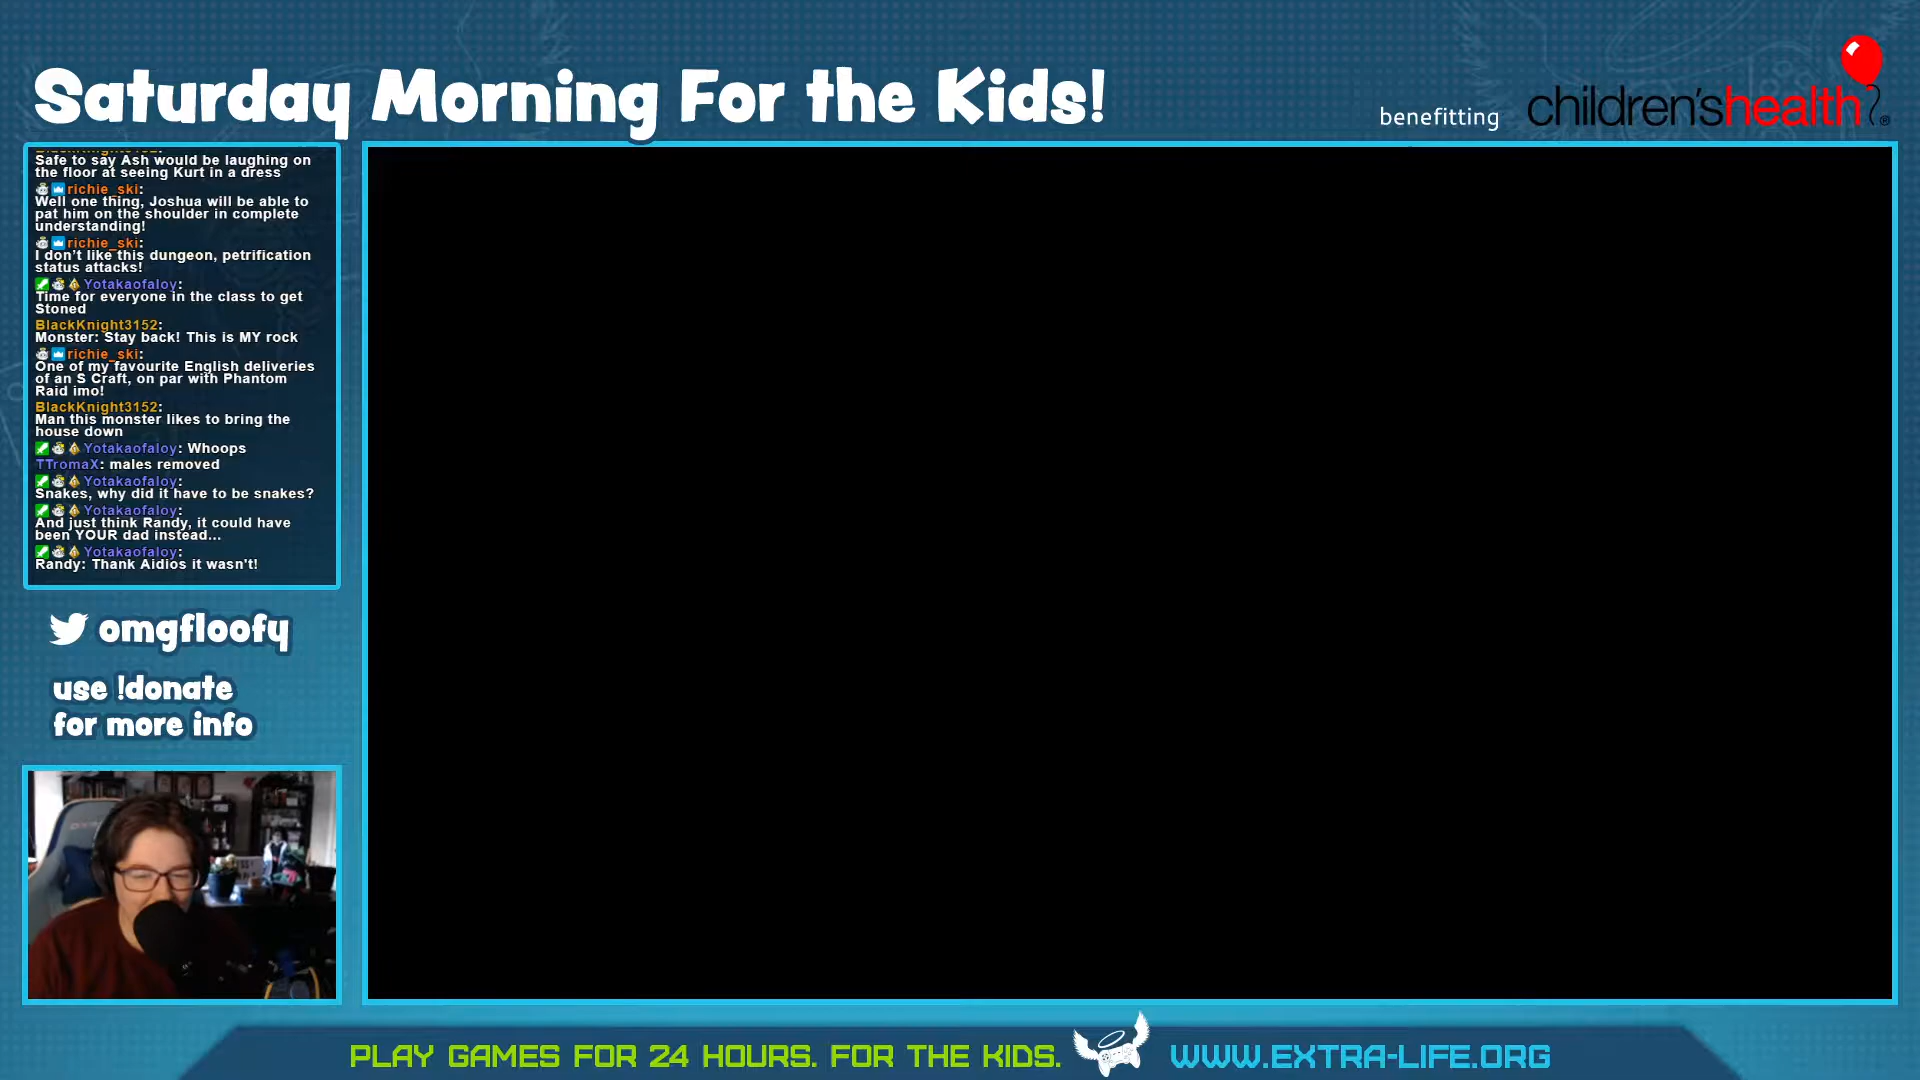 Saturday Morning For the Kids!
benefitting
children'shealth®
BlackKnight3152:
Safe to say Ash would be laughing on
the floor at seeing Kurt in a dress
richie_ski:
Well one thing, Joshua will be able to
pat him on the shoulder in complete
understanding!
richie_ski:
I don't like this dungeon, petrification
status attacks!
Yotakaofaloy:
Time for everyone in the class to get
Stoned
BlackKnight3152:
Monster: Stay back! This is MY rock
richie_ski:
One of my favourite English deliveries
of an S Craft, on par with Phantom
Raid imo!
BlackKnight3152:
Man this monster likes to bring the
house down
Yotakaofaloy: Whoops
TTromaX: males removed
Yotakaofaloy:
Snakes, why did it have to be snakes?
Yotakaofaloy:
And just think Randy, it could have
been YOUR dad instead...
Yotakaofaloy:
Randy: Thank Aidios it wasn't!
omgfloofy
use !donate
for more info
PLAY GAMES FOR 24 HOURS. FOR THE KIDS.
WWW.EXTRA-LIFE.ORG